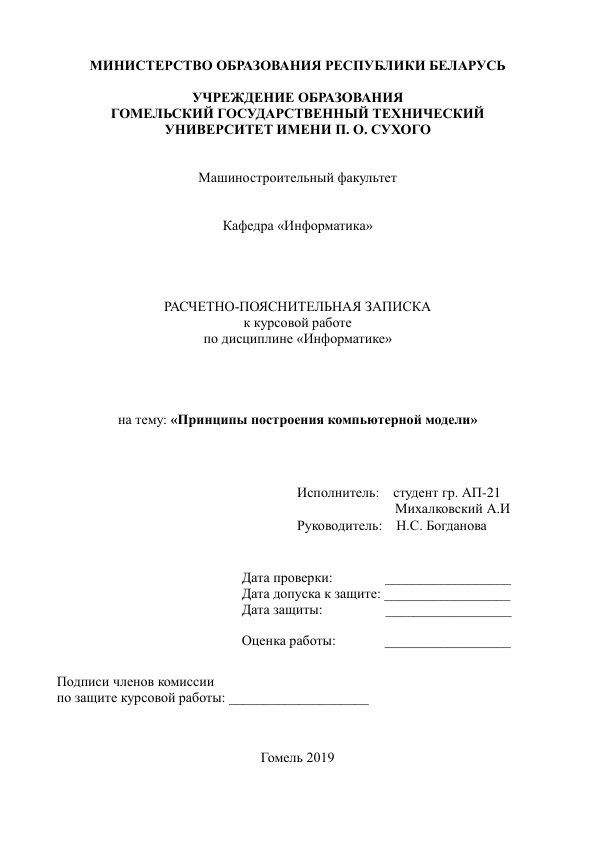 МИНИСТЕРСТВО ОБРАЗОВАНИЯ РЕСПУБЛИКИ БЕЛАРУСЬ
УЧРЕЖДЕНИЕ ОБРАЗОВАНИЯ
ГОМЕЛЬСКИЙ ГОСУДАРСТВЕННЫЙ ТЕХНИЧЕСКИЙ
УНИВЕРСИТЕТ ИМЕНИ П. О. СУХОГО
Машиностроительный факультет
Кафедра «Информатика»
РАСЧЕТНО-ПОЯСНИТЕЛЬНАЯ ЗАПИСКА
к курсовой работе
по дисциплине «Информатике»
на тему: «Принципы построения компьютерной модели»
Исполнитель: студент гр. АП-21
Михалковский А.И
Руководитель: Н.С. Богданова
Дата проверки: __________________
Дата допуска к защите: __________________
Дата защиты: __________________
Оценка работы: __________________
Подписи членов комиссии
по защите курсовой работы: ____________________
Гомель 2019